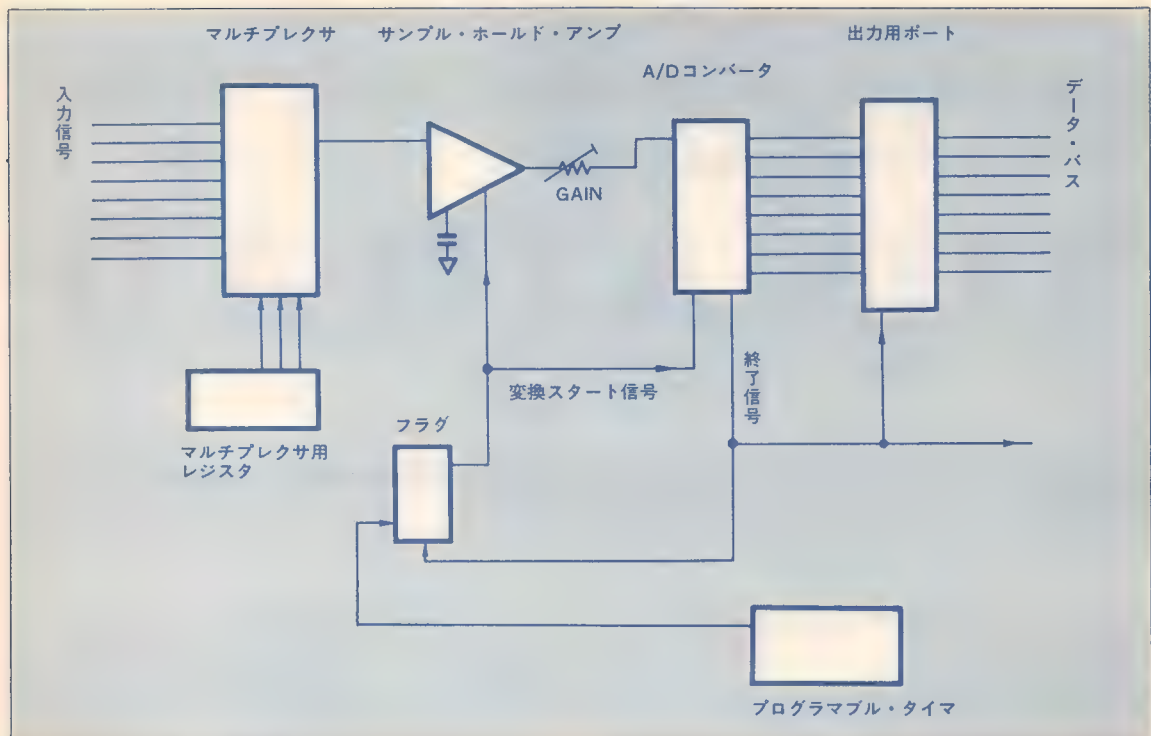 マルチプレクサ
サンプル・ホールド・アンプ
出力用ポート
A/Dコンバータ
入力信号
データ・バス
GAIN
変換スタート信号
終了信号
フラグ
マルチプレクサ用
レジスタ
プログラマブル・タイマ